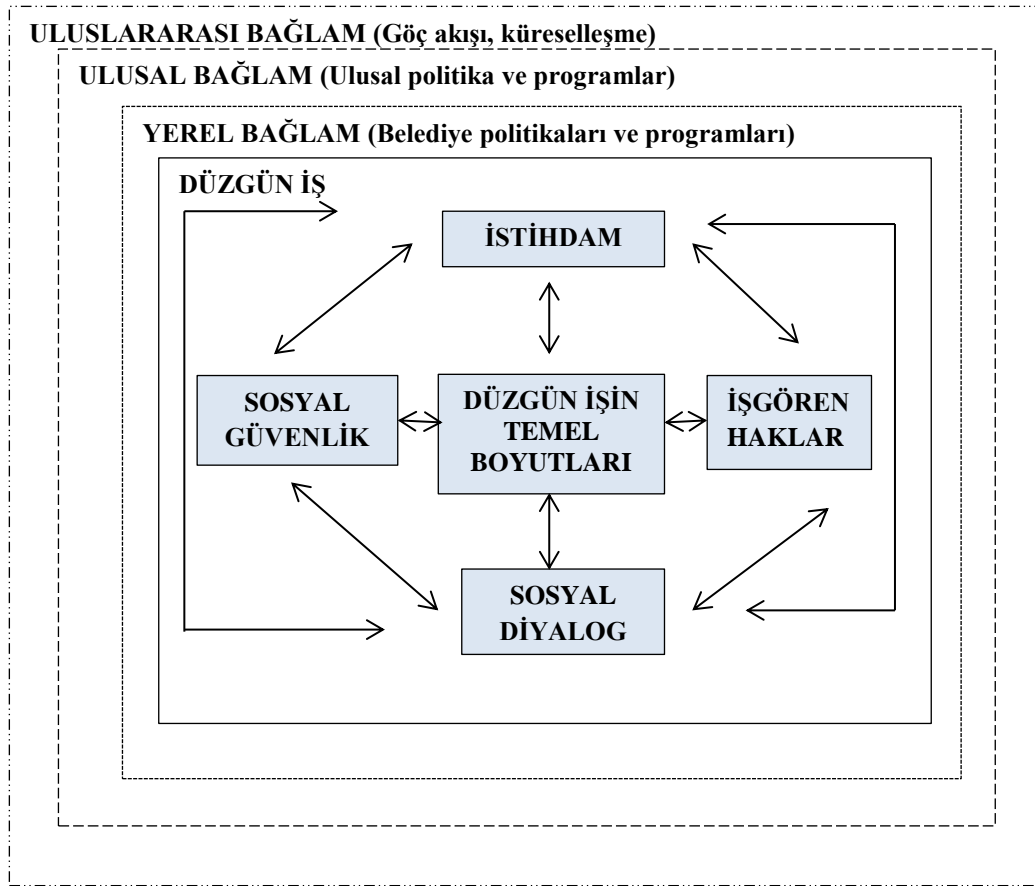 ULUSLARARASI BAĞLAM (Göç akışı, küreselleşme)
ULUSAL BAĞLAM (Ulusal politika ve programlar)
YEREL BAĞLAM (Belediye politikaları ve programları)
DÜZGÜN İŞ
İSTİHDAM
SOSYAL
GÜVENLİK
DÜZGÜN İŞİN
TEMEL
BOYUTLARI
İŞGÖREN
HAKLAR
SOSYAL
DİYALOG